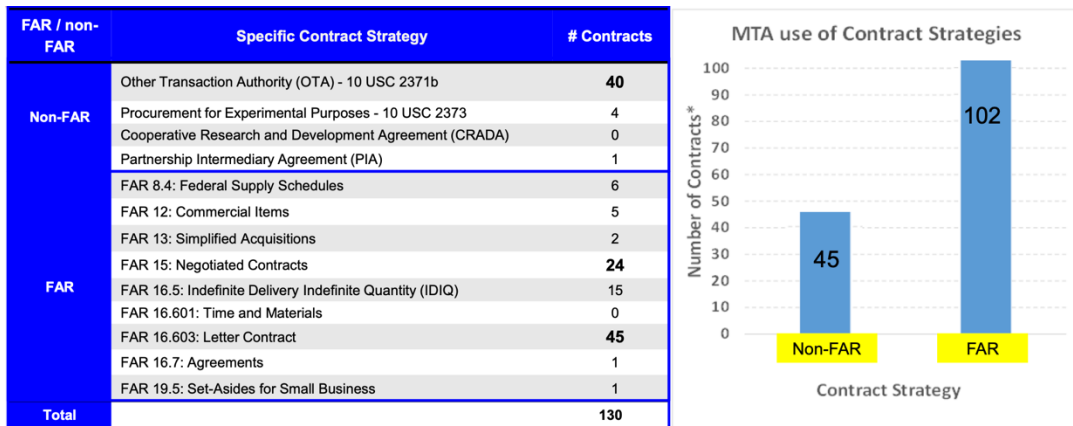 FAR / non-FAR Specific Contract Strategy # Contracts
Non-FAR
Other Transaction Authority (OTA) - 10 USC 2371b 40
Procurement for Experimental Purposes - 10 USC 2373 4
Cooperative Research and Development Agreement (CRADA) 0
Partnership Intermediary Agreement (PIA) 1
FAR
FAR 8.4: Federal Supply Schedules 6
FAR 12: Commercial Items 5
FAR 13: Simplified Acquisitions 2
FAR 15: Negotiated Contracts 24
FAR 16.5: Indefinite Delivery Indefinite Quantity (IDIQ) 15
FAR 16.601: Time and Materials 0
FAR 16.603: Letter Contract 45
FAR 16.7: Agreements 1
FAR 19.5: Set-Asides for Small Business 1
Total 130
MTA use of Contract Strategies
Number of Contracts*
100
90
80
70
60
50
40
30
20
10
0
45
102
Non-FAR FAR
Contract Strategy